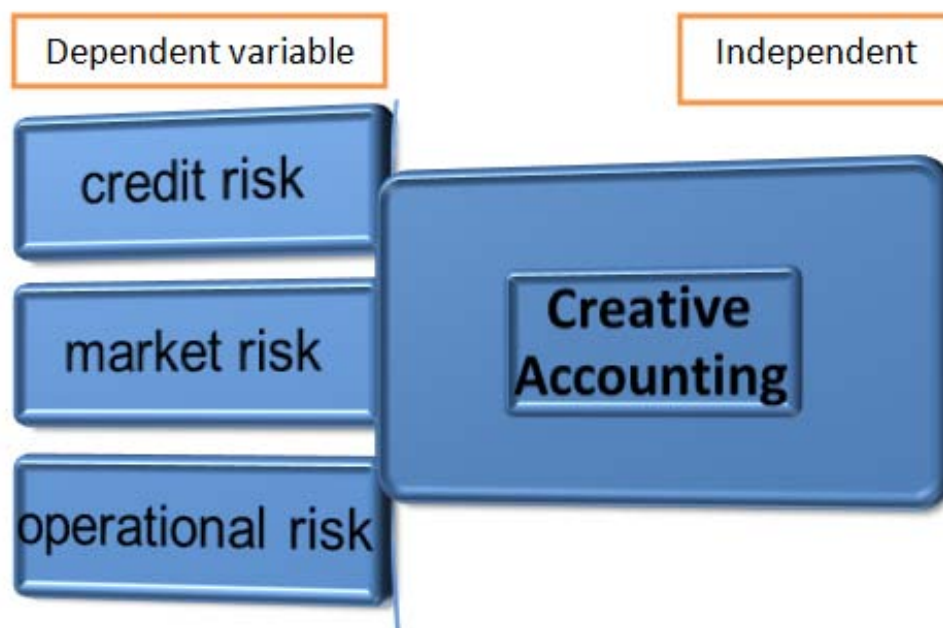 Dependent variable
Independent
credit risk
market risk
operational risk
Creative
Accounting